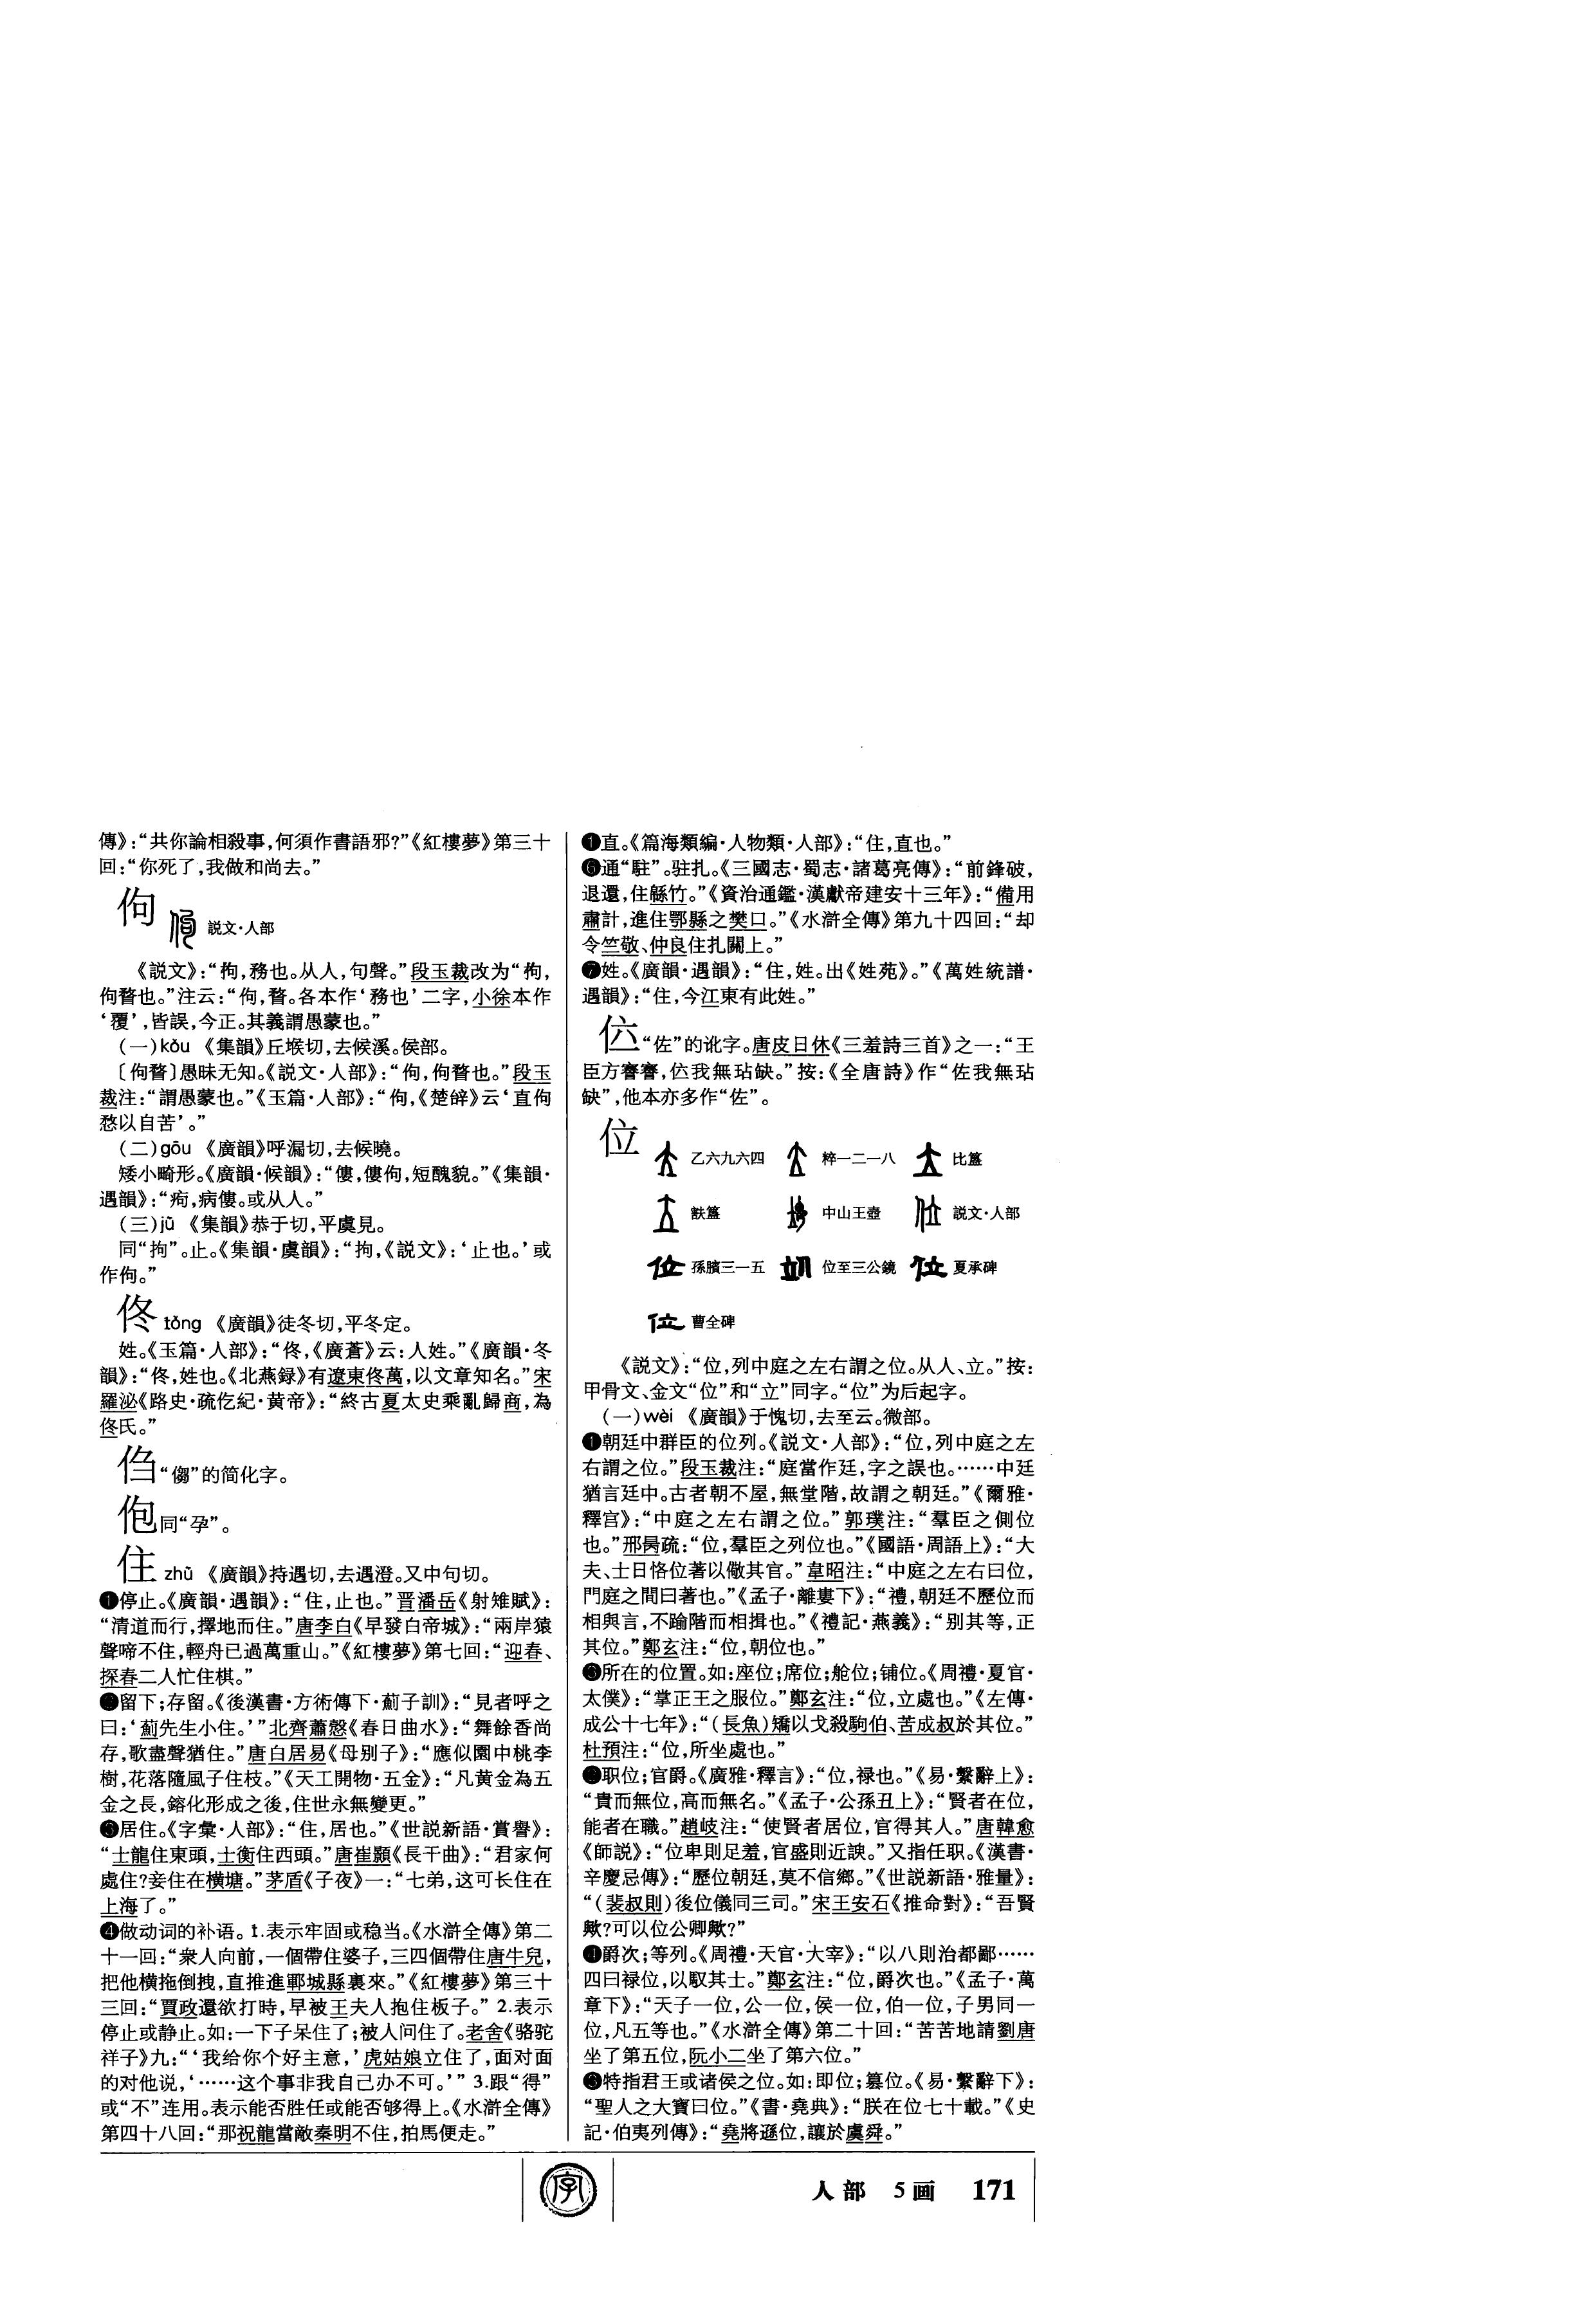 傳》：“共你論相殺事，何須作書語邪？”《紅樓夢》第三十
回：“你死了，我做和尚去。”
佝 説文·人部
《説文》：“佝，務也。从人，句聲。”段玉裁改为“佝，
佝瞀也。”注云：“佝，瞀。各本作‘務也’二字，小徐本作
‘覆’，皆誤，今正。其義謂愚蒙也。”
（一）kǒu 《集韻》丘堠切，去候溪。侯部。
〔佝瞀〕愚昧无知。《説文·人部》：“佝，佝瞀也。”段玉
裁注：“謂愚蒙也。”《玉篇·人部》：“佝，《楚辞》云‘直佝
愁以自苦’。”
（二）gōu 《廣韻》呼漏切，去候曉。
矮小畸形。《廣韻·候韻》：“僂，僂佝，短醜貌。”《集韻·
遇韻》：“痀，病僂。或从人。”
（三）jū 《集韻》恭于切，平虞見。
同“拘”。止。《集韻·虞韻》：“拘，《説文》：‘止也。’或
作佝。”
佟 tǒng 《廣韻》徒冬切，平冬定。
姓。《玉篇·人部》：“佟，《廣蒼》云：人姓。”《廣韻·冬
韻》：“佟，姓也。《北燕録》有遼東佟萬，以文章知名。”宋
羅泌《路史·疏仡紀·黄帝》：“終古夏太史乘亂歸商，為
佟氏。”
㑇“㑳”的简化字。
佨同“孕”。
住 zhù 《廣韻》持遇切，去遇澄。又中句切。
❶停止。《廣韻·遇韻》：“住，止也。”晋潘岳《射雉賦》：
“清道而行，擇地而住。”唐李白《早發白帝城》：“兩岸猿
聲啼不住，輕舟已過萬重山。”《紅樓夢》第七回：“迎春、
探春二人忙住棋。”
❷留下；存留。《後漢書·方術傳下·薊子訓》：“見者呼之
曰：‘薊先生小住。’”北齊蕭慤《春日曲水》：“舞餘香尚
存，歌盡聲猶住。”唐白居易《母别子》：“應似園中桃李
樹，花落隨風子住枝。”《天工開物·五金》：“凡黄金為五
金之長，鎔化形成之後，住世永無變更。”
❸居住。《字彙·人部》：“住，居也。”《世説新語·賞譽》：
“士龍住東頭，士衡住西頭。”唐崔顥《長干曲》：“君家何
處住？妾住在横塘。”茅盾《子夜》一：“七弟，这可长住在
上海了。”
❹做动词的补语。1.表示牢固或稳当。《水滸全傳》第二
十一回：“衆人向前，一個帶住婆子，三四個帶住唐牛兒，
把他横拖倒拽，直推進鄆城縣裏來。”《紅樓夢》第三十
三回：“賈政還欲打時，早被王夫人抱住板子。” 2.表示
停止或静止。如：一下子呆住了；被人问住了。老舍《骆驼
祥子》九：“‘我给你个好主意，’虎姑娘立住了，面对面
的对他说，‘……这个事非我自己办不可。’” 3.跟“得”
或“不”连用。表示能否胜任或能否够得上。《水滸全傳》
第四十八回：“那祝龍當敵秦明不住，拍馬便走。”
❶直。《篇海類編·人物類·人部》：“住，直也。”
❻通“駐”。驻扎。《三國志·蜀志·諸葛亮傳》：“前鋒破，
退還，住緜竹。”《資治通鑑·漢獻帝建安十三年》：“備用
肅計，進住鄂縣之樊口。”《水滸全傳》第九十四回：“却
令竺敬、仲良住扎關上。”
❼姓。《廣韻·遇韻》：“住，姓。出《姓苑》。”《萬姓統譜·
遇韻》：“住，今江東有此姓。”
“佐”的讹字。唐皮日休《三羞詩三首》之一：“王
臣方謇謇，我無玷缺。”按：《全唐詩》作“佐我無玷
缺”，他本亦多作“佐”。
位 乙六九六四 粹一二一八 比簋
㝬簋 中山王壺 説文·人部
孫臏三一五 位至三公鏡 夏承碑
曹全碑
《説文》：“位，列中庭之左右謂之位。从人、立。”按：
甲骨文、金文“位”和“立”同字。“位”为后起字。
（一）wèi 《廣韻》于愧切，去至云。微部。
❶朝廷中群臣的位列。《説文·人部》：“位，列中庭之左
右謂之位。”段玉裁注：“庭當作廷，字之誤也。……中廷
猶言廷中。古者朝不屋，無堂階，故謂之朝廷。”《爾雅·
釋宫》：“中庭之左右謂之位。”郭璞注：“羣臣之側位
也。”邢昺疏：“位，羣臣之列位也。”《國語·周語上》：“大
夫、士日恪位著以儆其官。”韋昭注：“中庭之左右曰位，
門庭之間曰著也。”《孟子·離婁下》：“禮，朝廷不歷位而
相與言，不踰階而相揖也。”《禮記·燕義》：“别其等，正
其位。”鄭玄注：“位，朝位也。”
❸所在的位置。如：座位；席位；舱位；铺位。《周禮·夏官·
太僕》：“掌正王之服位。”鄭玄注：“位，立處也。”《左傳·
成公十七年》：“（長魚）矯以戈殺駒伯、苦成叔於其位。”
杜預注：“位，所坐處也。”
❷职位；官爵。《廣雅·釋言》：“位，禄也。”《易·繫辭上》：
“貴而無位，高而無名。”《孟子·公孫丑上》：“賢者在位，
能者在職。”趙岐注：“使賢者居位，官得其人。”唐韓愈
《師説》：“位卑則足羞，官盛則近諛。”又指任职。《漢書·
辛慶忌傳》：“歷位朝廷，莫不信鄉。”《世説新語·雅量》：
“（裴叔則）後位儀同三司。”宋王安石《推命對》：“吾賢
歟？可以位公卿歟？”
❹爵次；等列。《周禮·天官·大宰》：“以八則治都鄙……
四曰禄位，以馭其士。”鄭玄注：“位，爵次也。”《孟子·萬
章下》：“天子一位，公一位，侯一位，伯一位，子男同一
位，凡五等也。”《水滸全傳》第二十回：“苦苦地請劉唐
坐了第五位，阮小二坐了第六位。”
❸特指君王或诸侯之位。如：即位；篡位。《易·繫辭下》：
“聖人之大寶曰位。”《書·堯典》：“朕在位七十載。”《史
記·伯夷列傳》：“堯將遜位，讓於虞舜。”
字
人部 5画 171